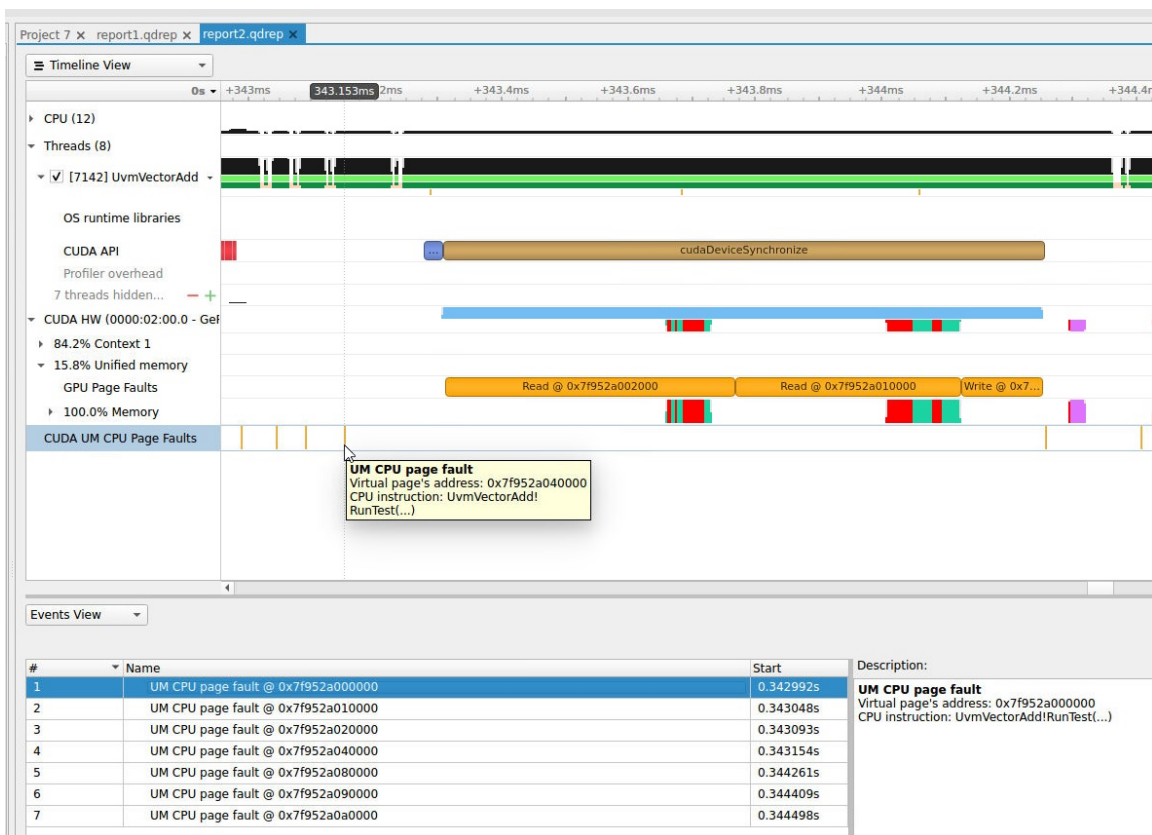 Project 7 × report1.qdrep × report2.qdrep ×
Timeline View
0s +343ms 343.153ms 2ms +343.4ms +343.6ms +343.8ms +344ms +344.2ms +344.4m
CPU (12)
Threads (8)
[7142] UvmVectorAdd
OS runtime libraries
CUDA API ... cudaDeviceSynchronize
Profiler overhead
7 threads hidden... − +
CUDA HW (0000:02:00.0 - GeF
84.2% Context 1
15.8% Unified memory
GPU Page Faults Read @ 0x7f952a002000 Read @ 0x7f952a010000 Write @ 0x7...
100.0% Memory
CUDA UM CPU Page Faults
UM CPU page fault
Virtual page's address: 0x7f952a040000
CPU instruction: UvmVectorAdd!
RunTest(...)
Events View
# Name Start
1 UM CPU page fault @ 0x7f952a000000 0.342992s
2 UM CPU page fault @ 0x7f952a010000 0.343048s
3 UM CPU page fault @ 0x7f952a020000 0.343093s
4 UM CPU page fault @ 0x7f952a040000 0.343154s
5 UM CPU page fault @ 0x7f952a080000 0.344261s
6 UM CPU page fault @ 0x7f952a090000 0.344409s
7 UM CPU page fault @ 0x7f952a0a0000 0.344498s
Description:
UM CPU page fault
Virtual page's address: 0x7f952a000000
CPU instruction: UvmVectorAdd!RunTest(...)